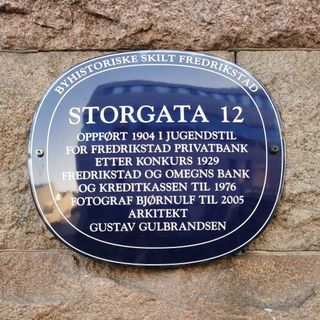 BYHISTORISKE SKILT FREDRIKSTAD
STORGATA 12
OPPFØRT 1904 I JUGENDSTIL
FOR FREDRIKSTAD PRIVATBANK
ETTER KONKURS 1929
FREDRIKSTAD OG OMEGNS BANK
OG KREDITKASSEN TIL 1976
FOTOGRAF BJØRNULF TIL 2005
ARKITEKT
GUSTAV GULBRANDSEN